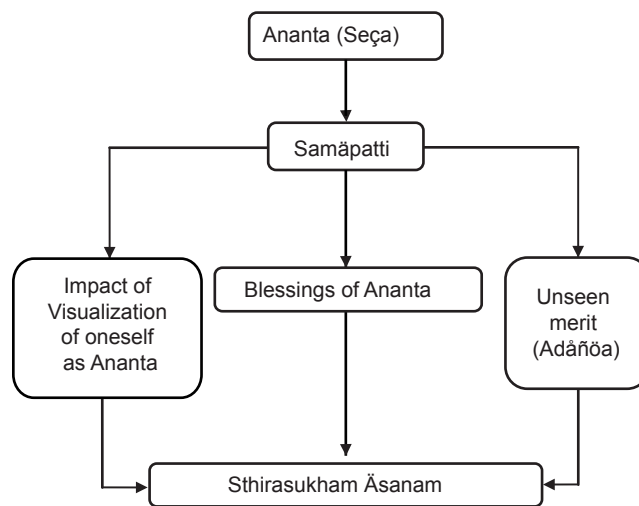 Ananta (Seça)
Samäpatti
Impact of
Visualization
of oneself
as Ananta
Blessings of Ananta
Unseen
merit
(Adåñöa)
Sthirasukham Äsanam